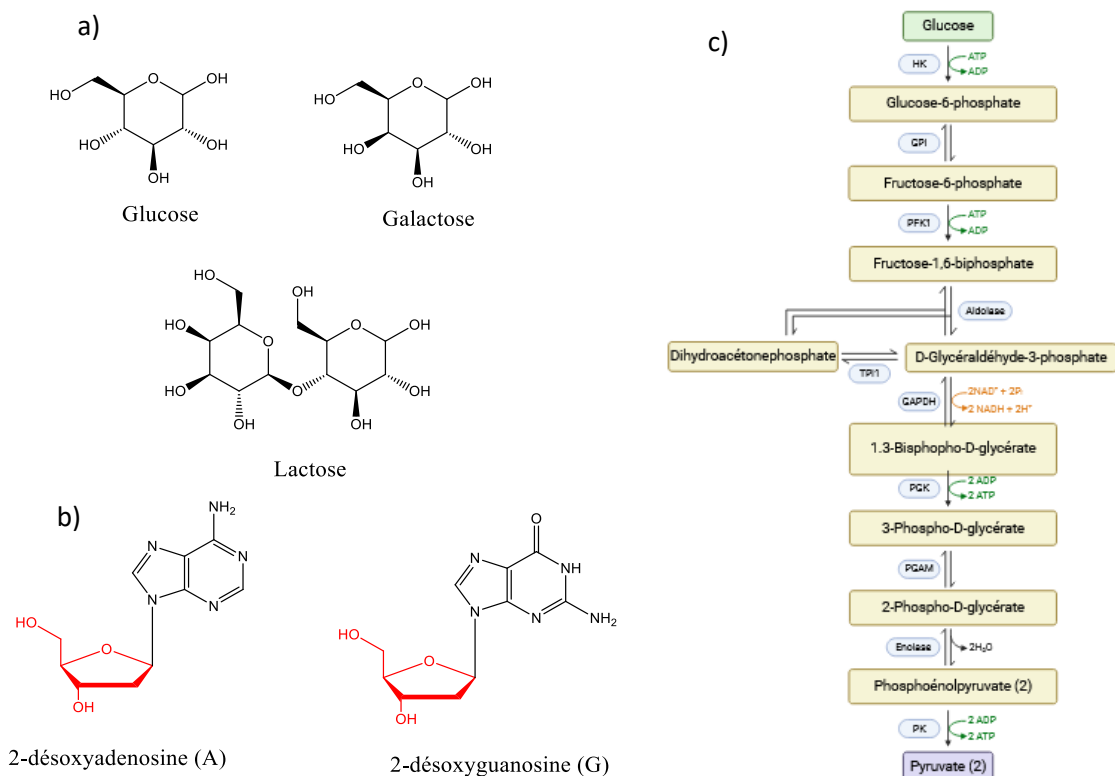 a)
O
OH
HO
HO
OH
OH
Glucose
O
OH
HO
HO
OH
OH
Galactose
HO
OH
HO
O
O
OH
HO
O
OH
OH
OH
Lactose
b)
NH₂
N
N
N
N
HO
O
OH
2-désoxyadenosine (A)
O
N
NH
N
N
NH₂
HO
O
OH
2-désoxyguanosine (G)
c)
Glucose
HK
ATP
ADP
Glucose-6-phosphate
GPI
Fructose-6-phosphate
PFK1
ATP
ADP
Fructose-1,6-biphosphate
Aldolase
Dihydroacétonephosphate
D-Glycéraldéhyde-3-phosphate
TPI1
GAPDH
2NAD⁺ + 2Pᵢ
2 NADH + 2H⁺
1.3-Bisphopho-D-glycérate
PGK
2 ADP
2 ATP
3-Phospho-D-glycérate
PGAM
2-Phospho-D-glycérate
Enolase
2H₂O
Phosphoénolpyruvate (2)
PK
2 ADP
2 ATP
Pyruvate (2)